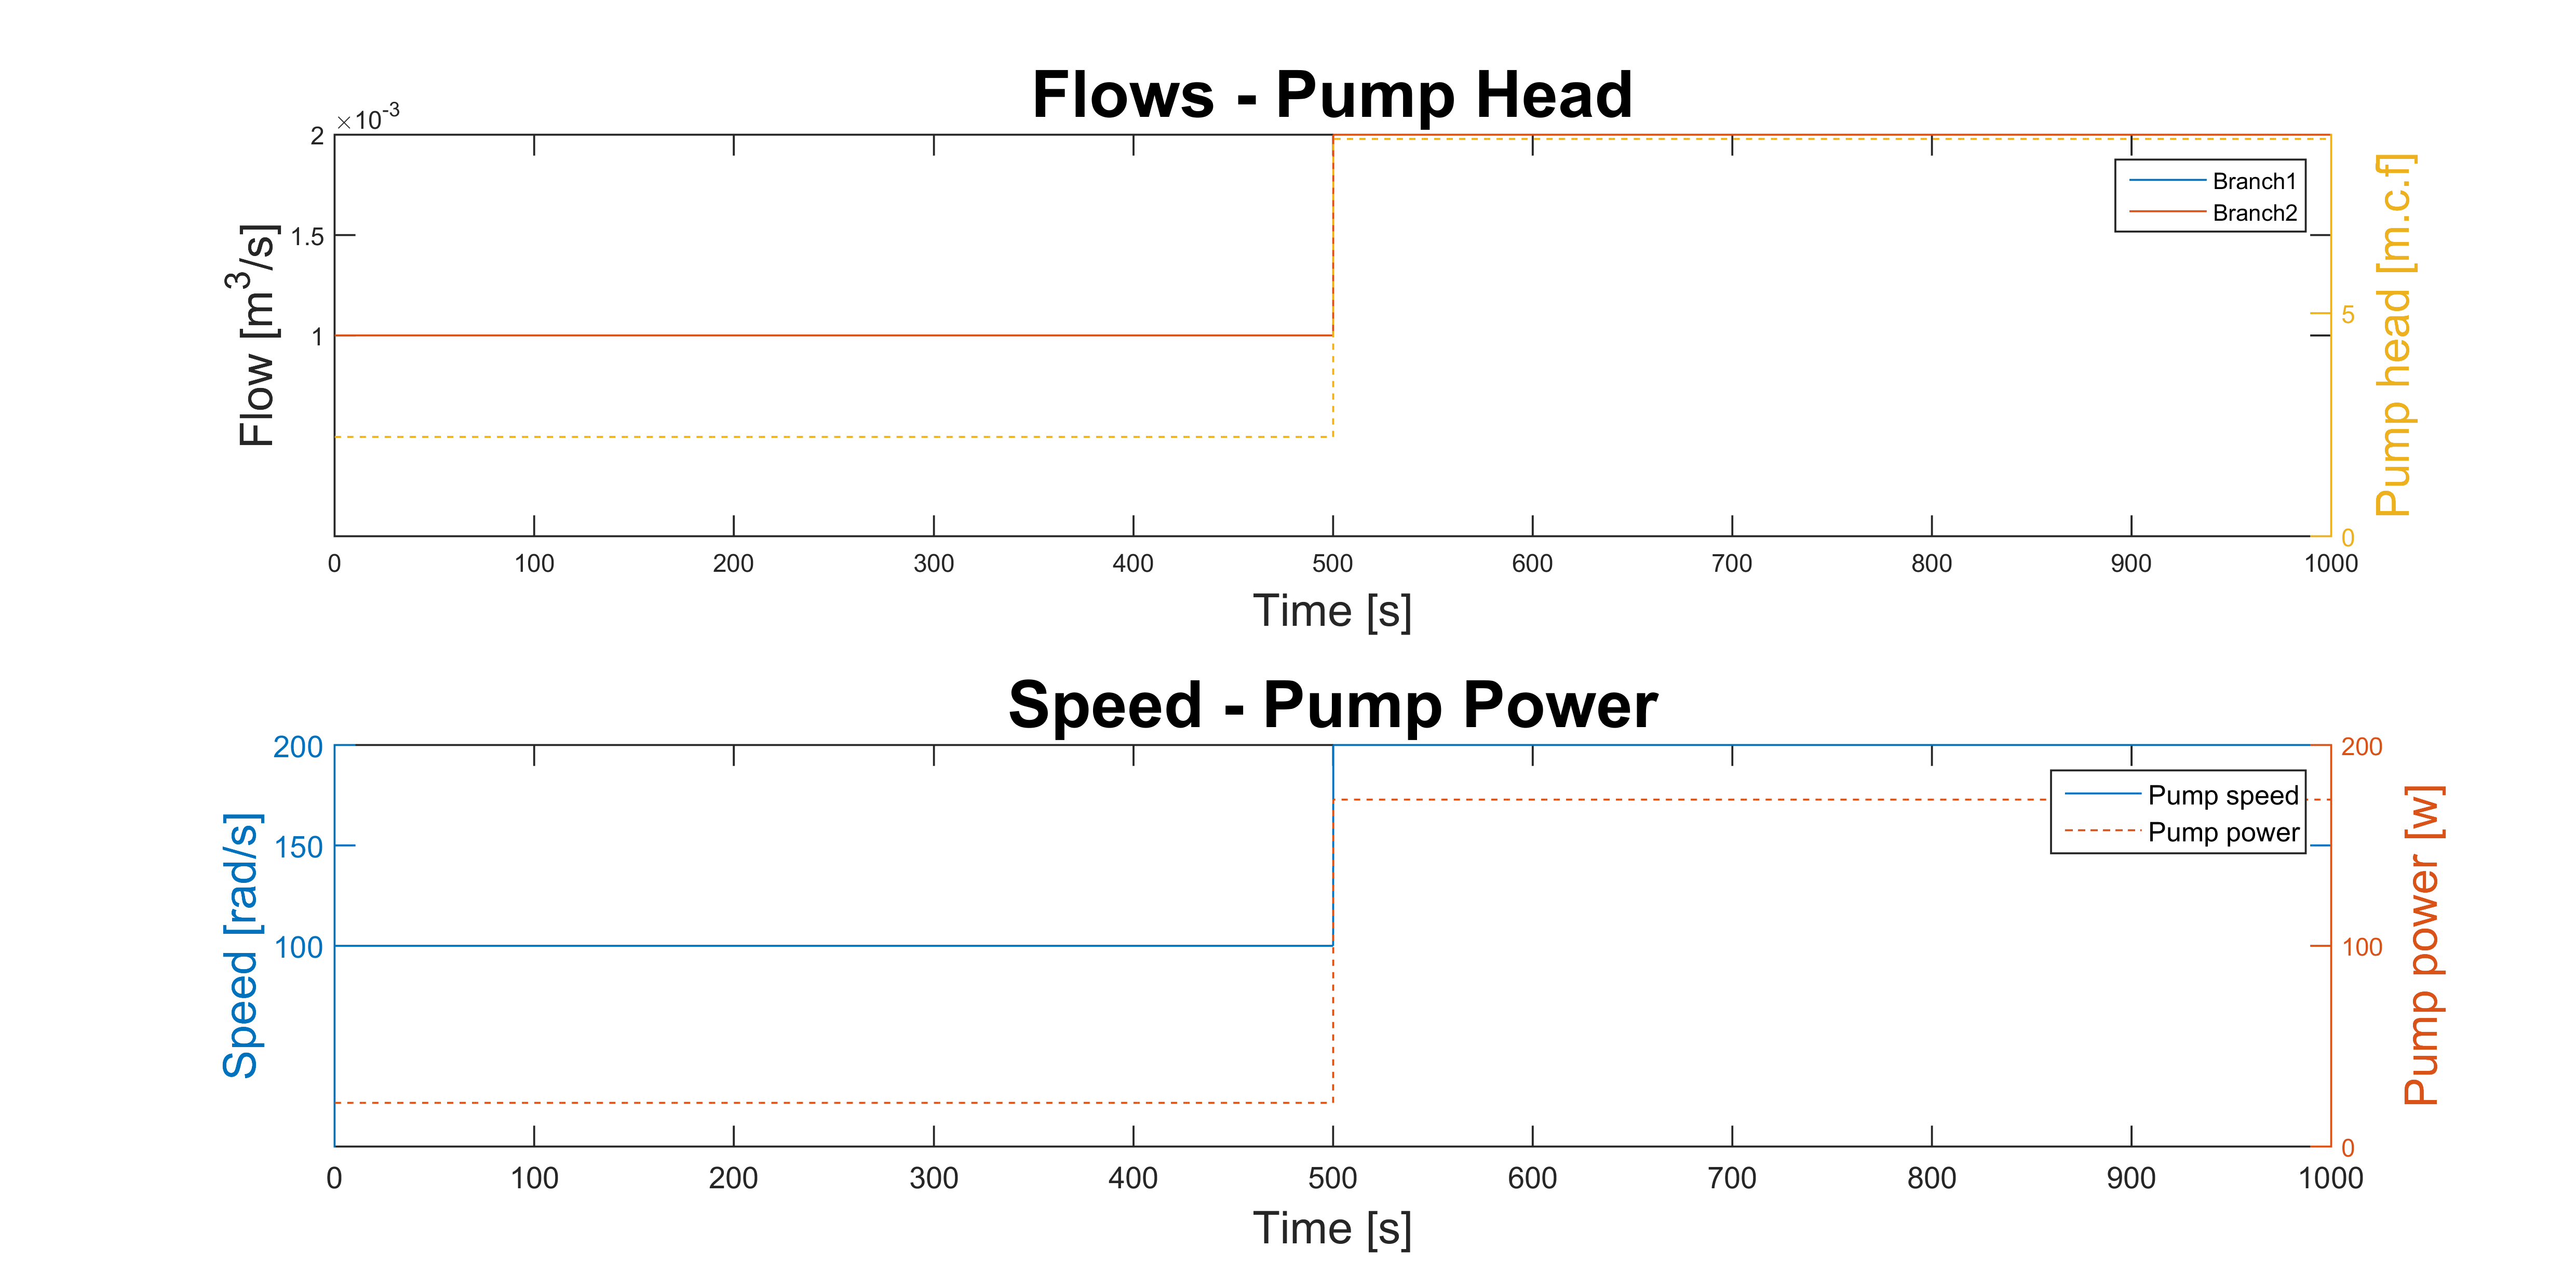 Flows - Pump Head
×10-3
2
1.5
1
Flow [m3/s]
Branch1
Branch2
5
0
Pump head [m.c.f]
0 100 200 300 400 500 600 700 800 900 1000
Time [s]
Speed - Pump Power
200
150
100
Speed [rad/s]
Pump speed
Pump power
200
100
0
Pump power [w]
0 100 200 300 400 500 600 700 800 900 1000
Time [s]